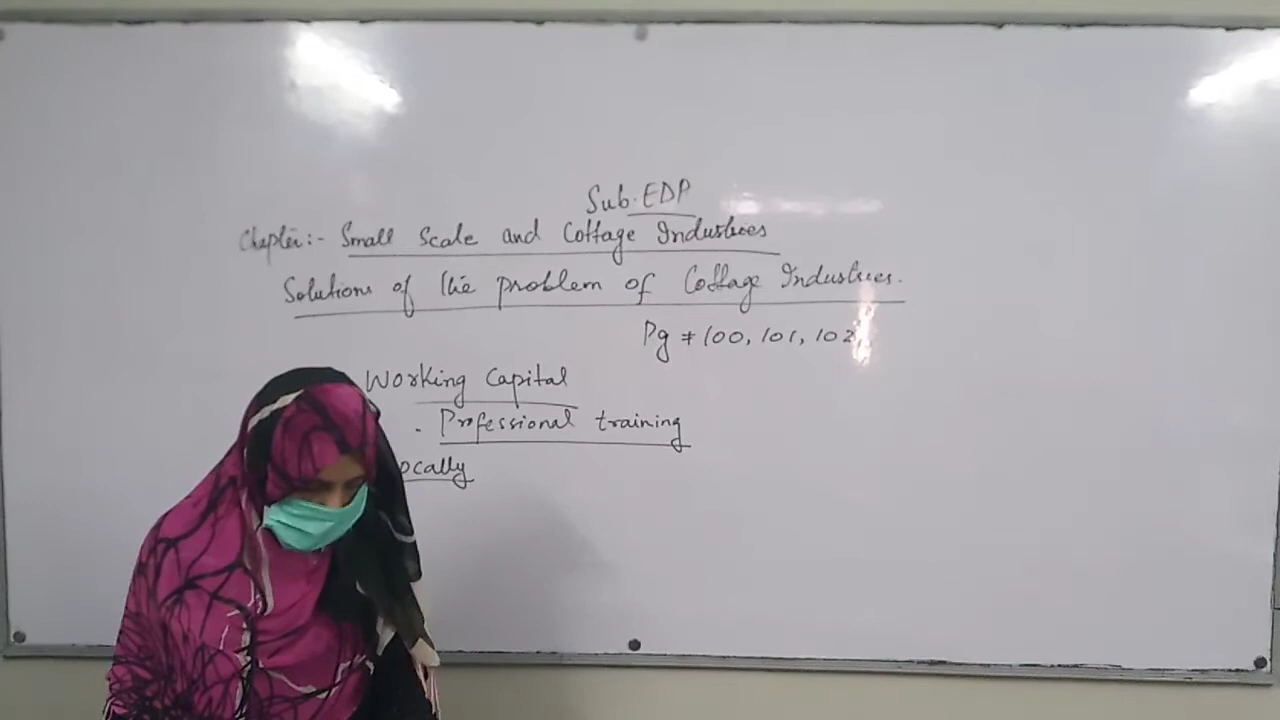 Sub. EDP
Chapter:- Small Scale and Cottage Industries
Solutions of the problem of Cottage Industries.
Pg # 100, 101, 102
Working Capital
. Professional training
ocally